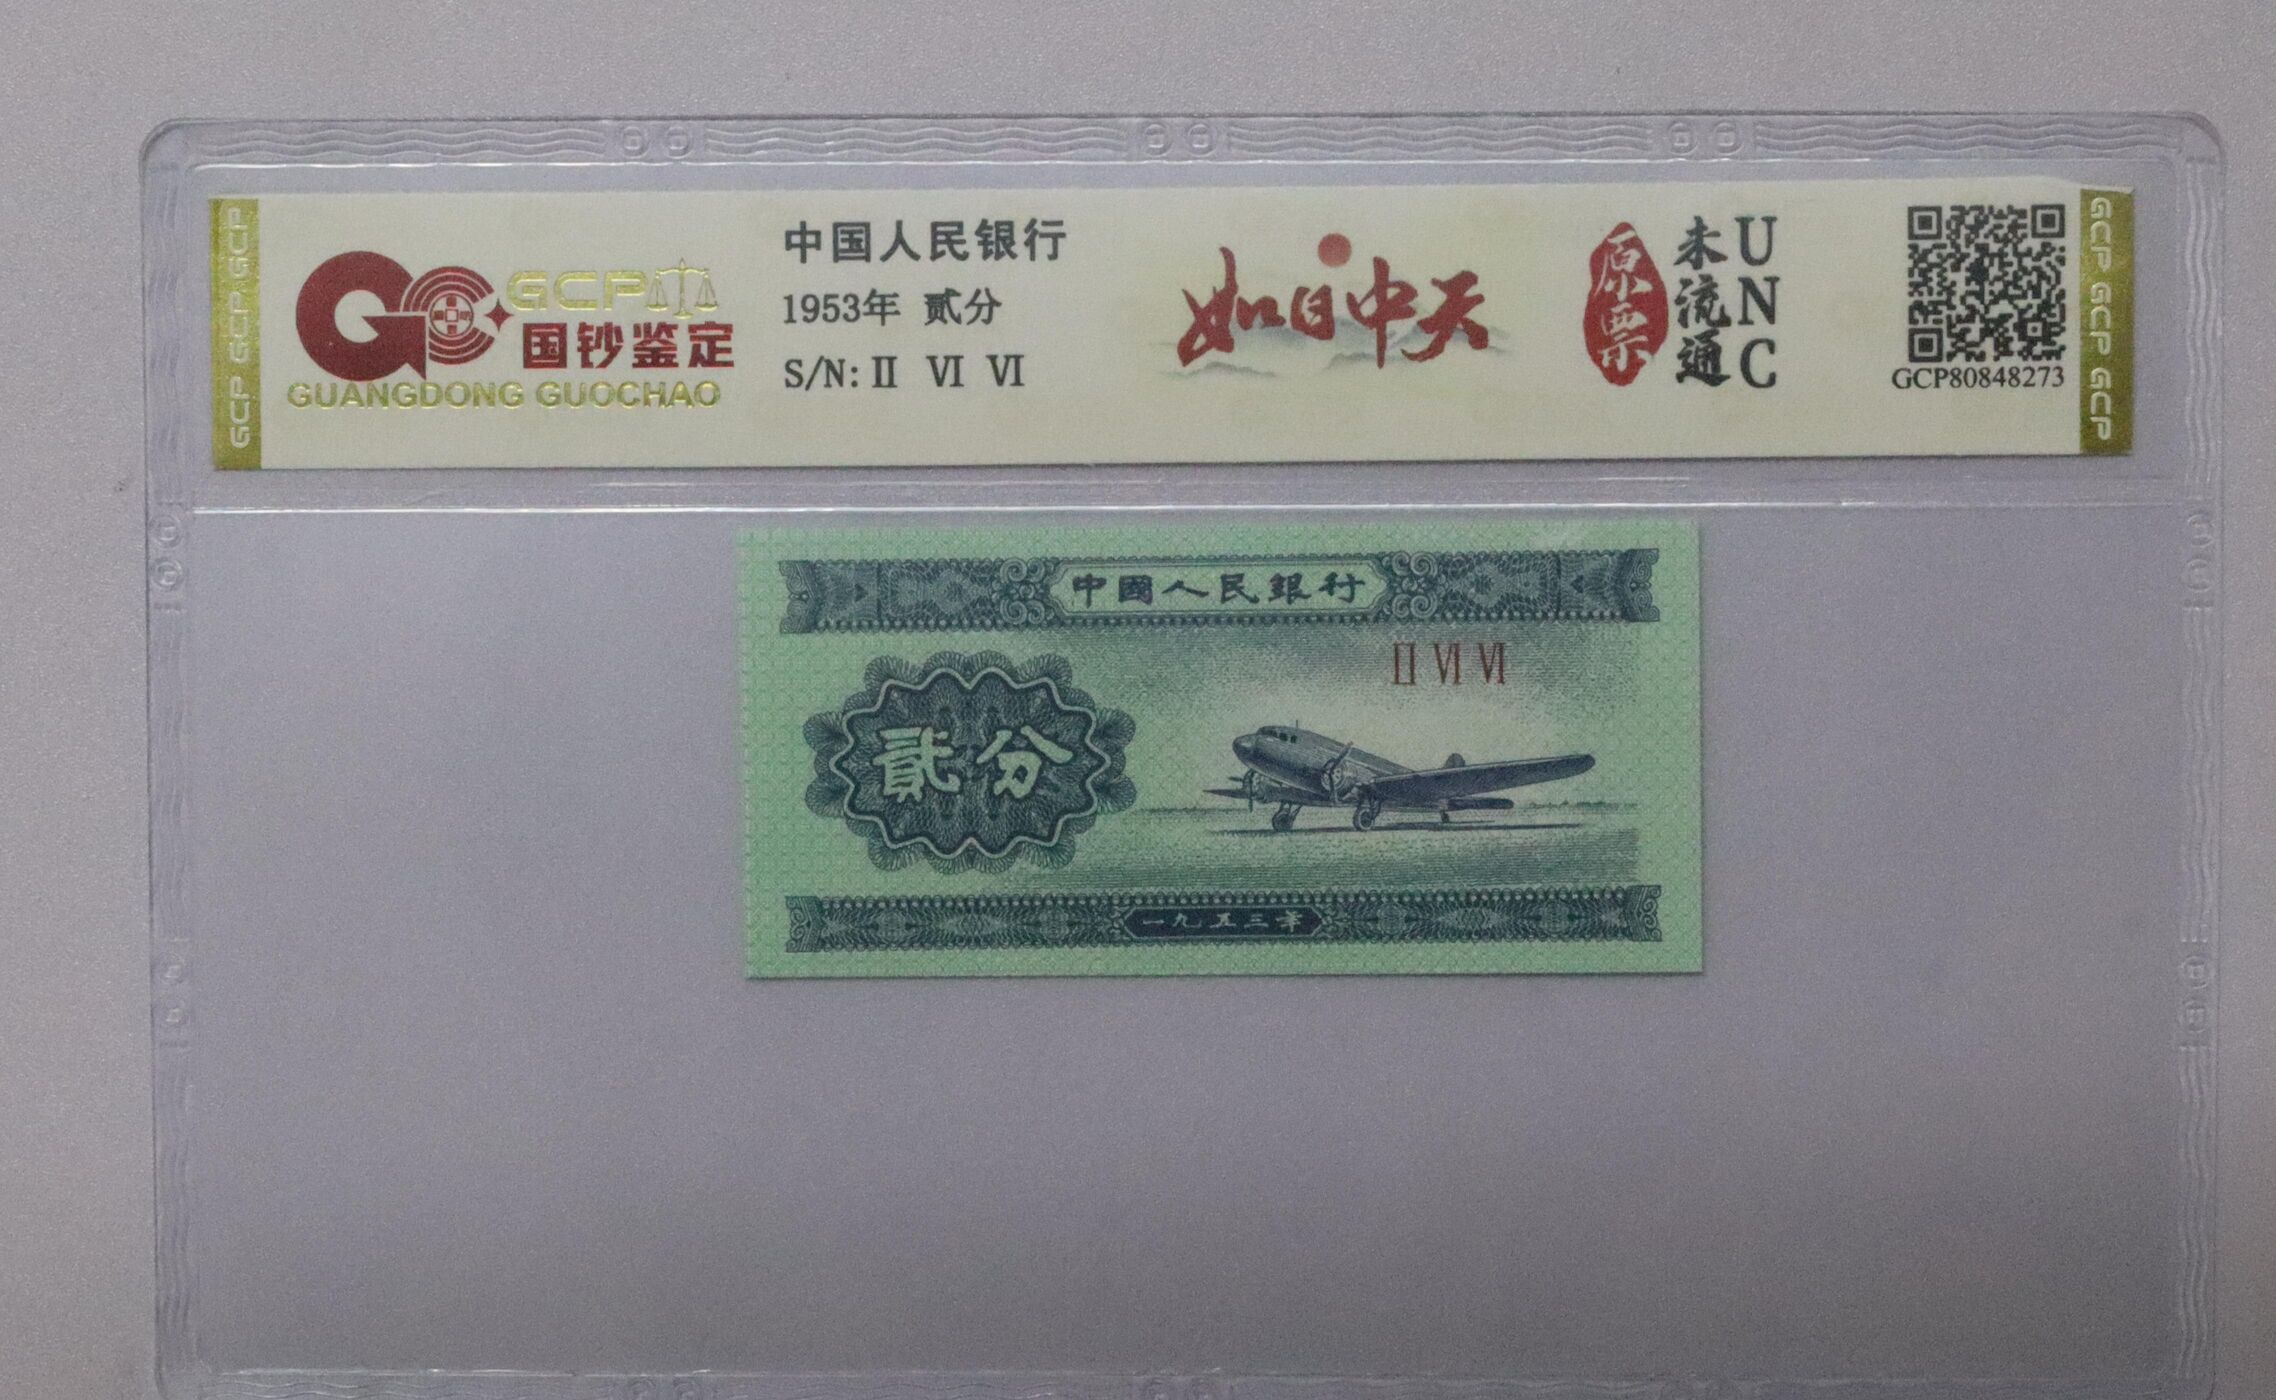 GCP GCP GCP GCP
GCP
国钞鉴定
GUANGDONG GUOCHAO
中国人民银行
1953年 贰分
S/N: Ⅱ Ⅵ Ⅵ
如日中天
原票
未流通
UNC
GCP80848273
GCP GCP GCP GCP
中國人民銀行
Ⅱ Ⅵ Ⅵ
貳分
一九五三年